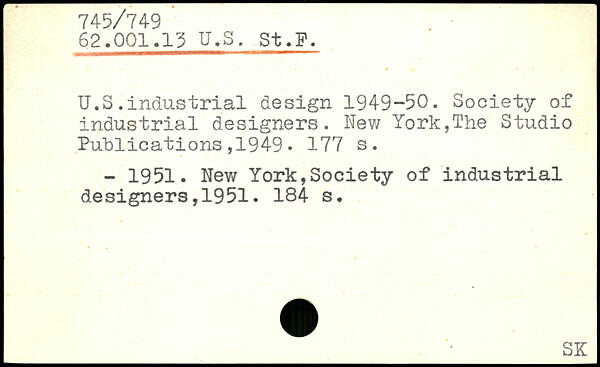 745/749
62.001.13 U.S. St.F.
U.S.industrial design 1949-50. Society of
industrial designers. New York,The Studio
Publications,1949. 177 s.
- 1951. New York,Society of industrial
designers,1951. 184 s.
SK